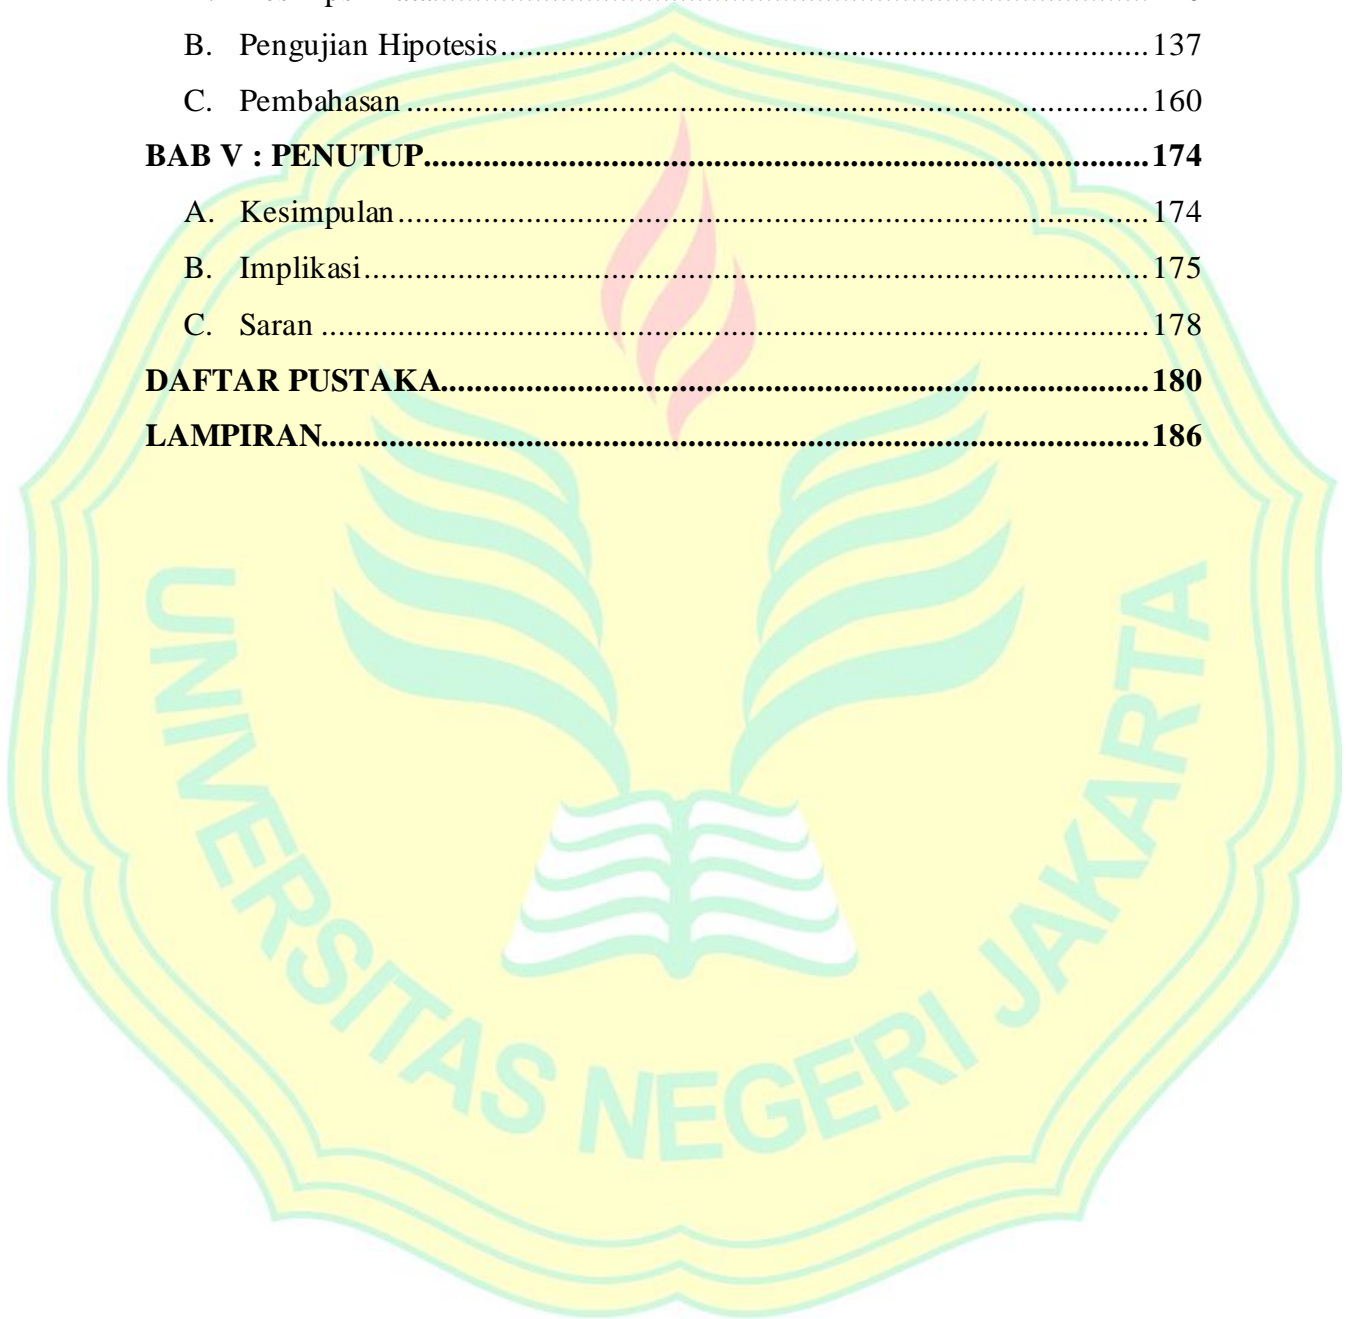 B. Pengujian Hipotesis........................................................................... 137
C. Pembahasan ...................................................................................... 160
BAB V : PENUTUP.................................................................................... 174
A. Kesimpulan ....................................................................................... 174
B. Implikasi........................................................................................... 175
C. Saran ................................................................................................ 178
DAFTAR PUSTAKA.................................................................................. 180
LAMPIRAN................................................................................................ 186
UNIVERSITAS NEGERI JAKARTA